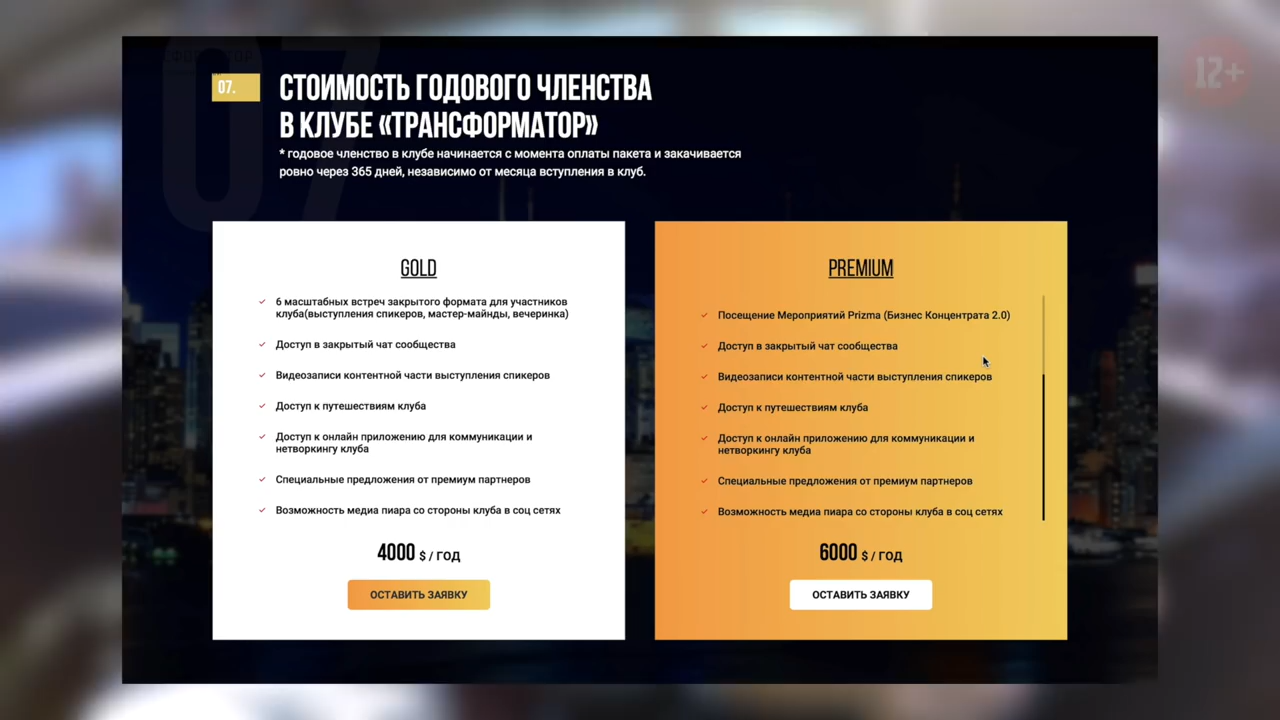 12+
07.
СТОИМОСТЬ ГОДОВОГО ЧЛЕНСТВА
В КЛУБЕ «ТРАНСФОРМАТОР»
* годовое членство в клубе начинается с момента оплаты пакета и закачивается
ровно через 365 дней, независимо от месяца вступления в клуб.
GOLD
6 масштабных встреч закрытого формата для участников
клуба(выступления спикеров, мастер-майнды, вечеринка)
Доступ в закрытый чат сообщества
Видеозаписи контентной части выступления спикеров
Доступ к путешествиям клуба
Доступ к онлайн приложению для коммуникации и
нетворкингу клуба
Специальные предложения от премиум партнеров
Возможность медиа пиара со стороны клуба в соц сетях
4000 $ / ГОД
ОСТАВИТЬ ЗАЯВКУ
PREMIUM
Посещение Мероприятий Prizma (Бизнес Концентрата 2.0)
Доступ в закрытый чат сообщества
Видеозаписи контентной части выступления спикеров
Доступ к путешествиям клуба
Доступ к онлайн приложению для коммуникации и
нетворкингу клуба
Специальные предложения от премиум партнеров
Возможность медиа пиара со стороны клуба в соц сетях
6000 $ / ГОД
ОСТАВИТЬ ЗАЯВКУ